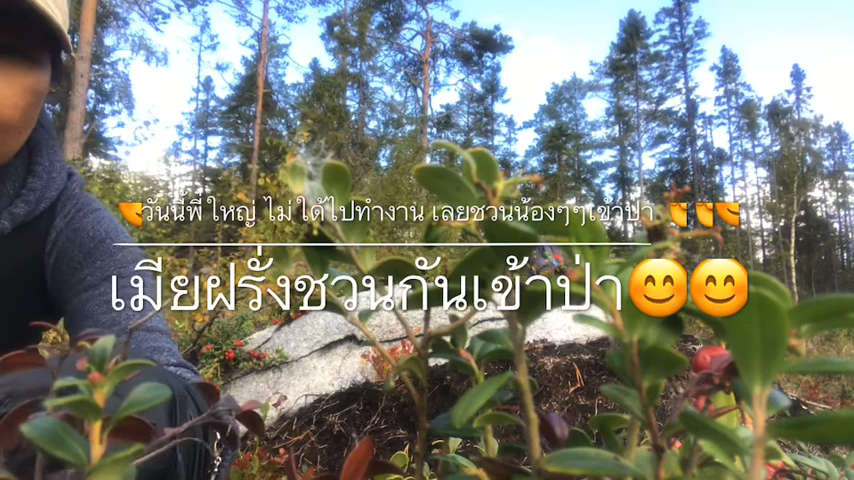 วันนี้พี่ใหญ่ ไม่ได้ไปทำงาน เลยชวนน้องๆๆเข้าป่า
เมียฝรั่งชวนกันเข้าป่า😊😊